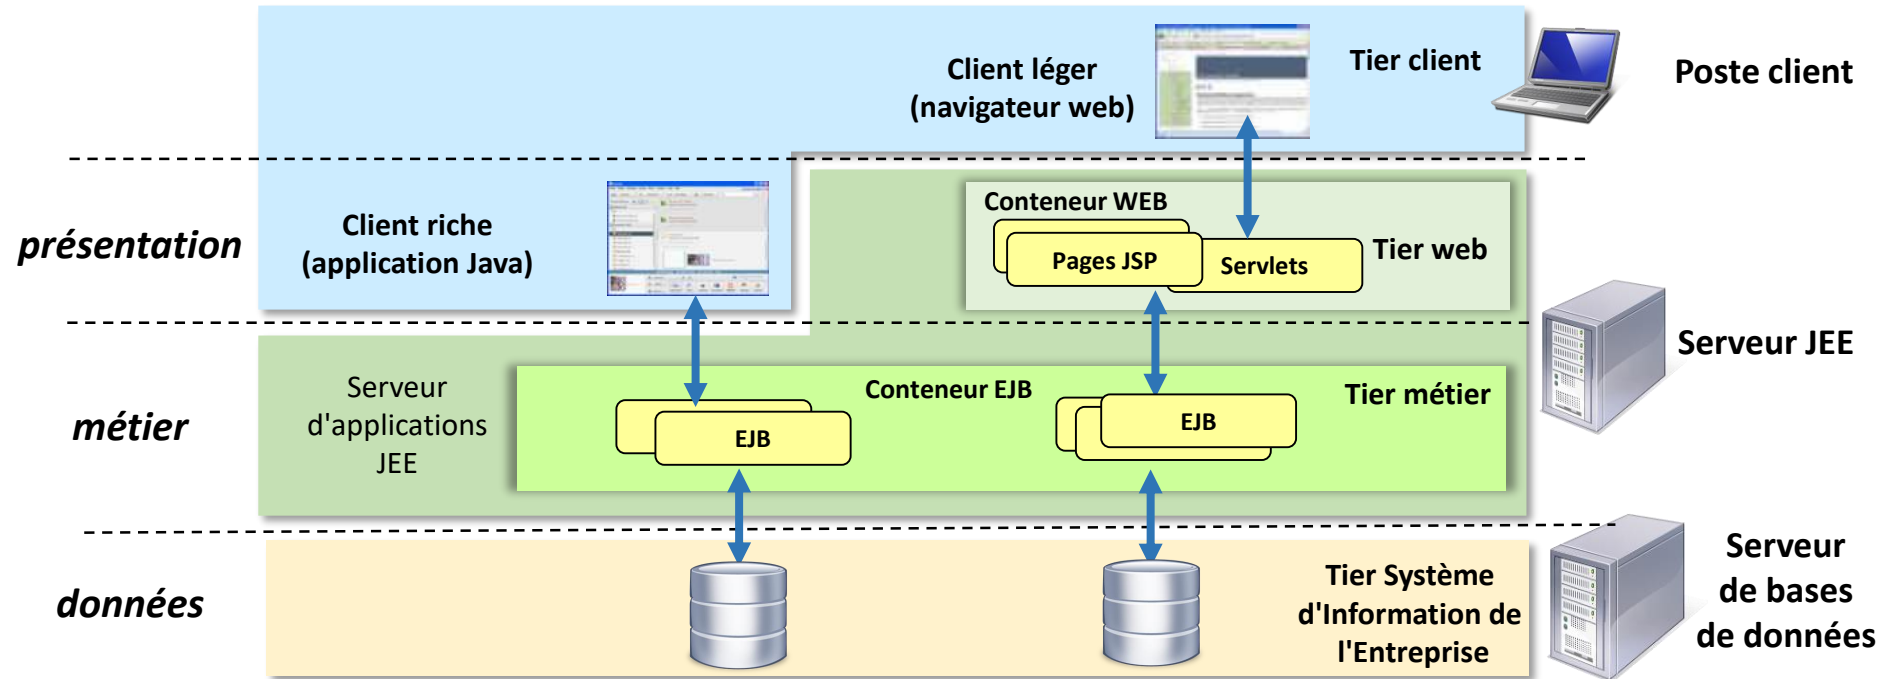 Client léger
(navigateur web)
Tier client
Poste client
présentation
Client riche
(application Java)
Conteneur WEB
Pages JSP
Servlets
Tier web
Serveur JEE
métier
Serveur
d'applications
JEE
Conteneur EJB
Tier métier
EJB
EJB
données
Tier Système
d'Information de
l'Entreprise
Serveur
de bases
de données